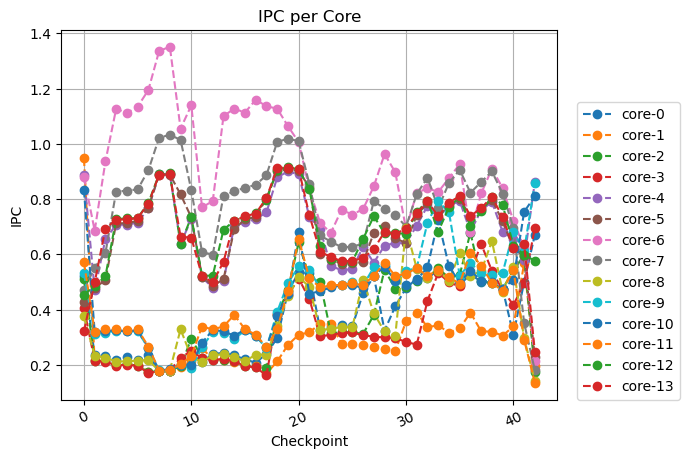 IPC per Core
IPC
1.4
1.2
1.0
0.8
0.6
0.4
0.2
0
10
20
30
40
Checkpoint
core-0
core-1
core-2
core-3
core-4
core-5
core-6
core-7
core-8
core-9
core-10
core-11
core-12
core-13